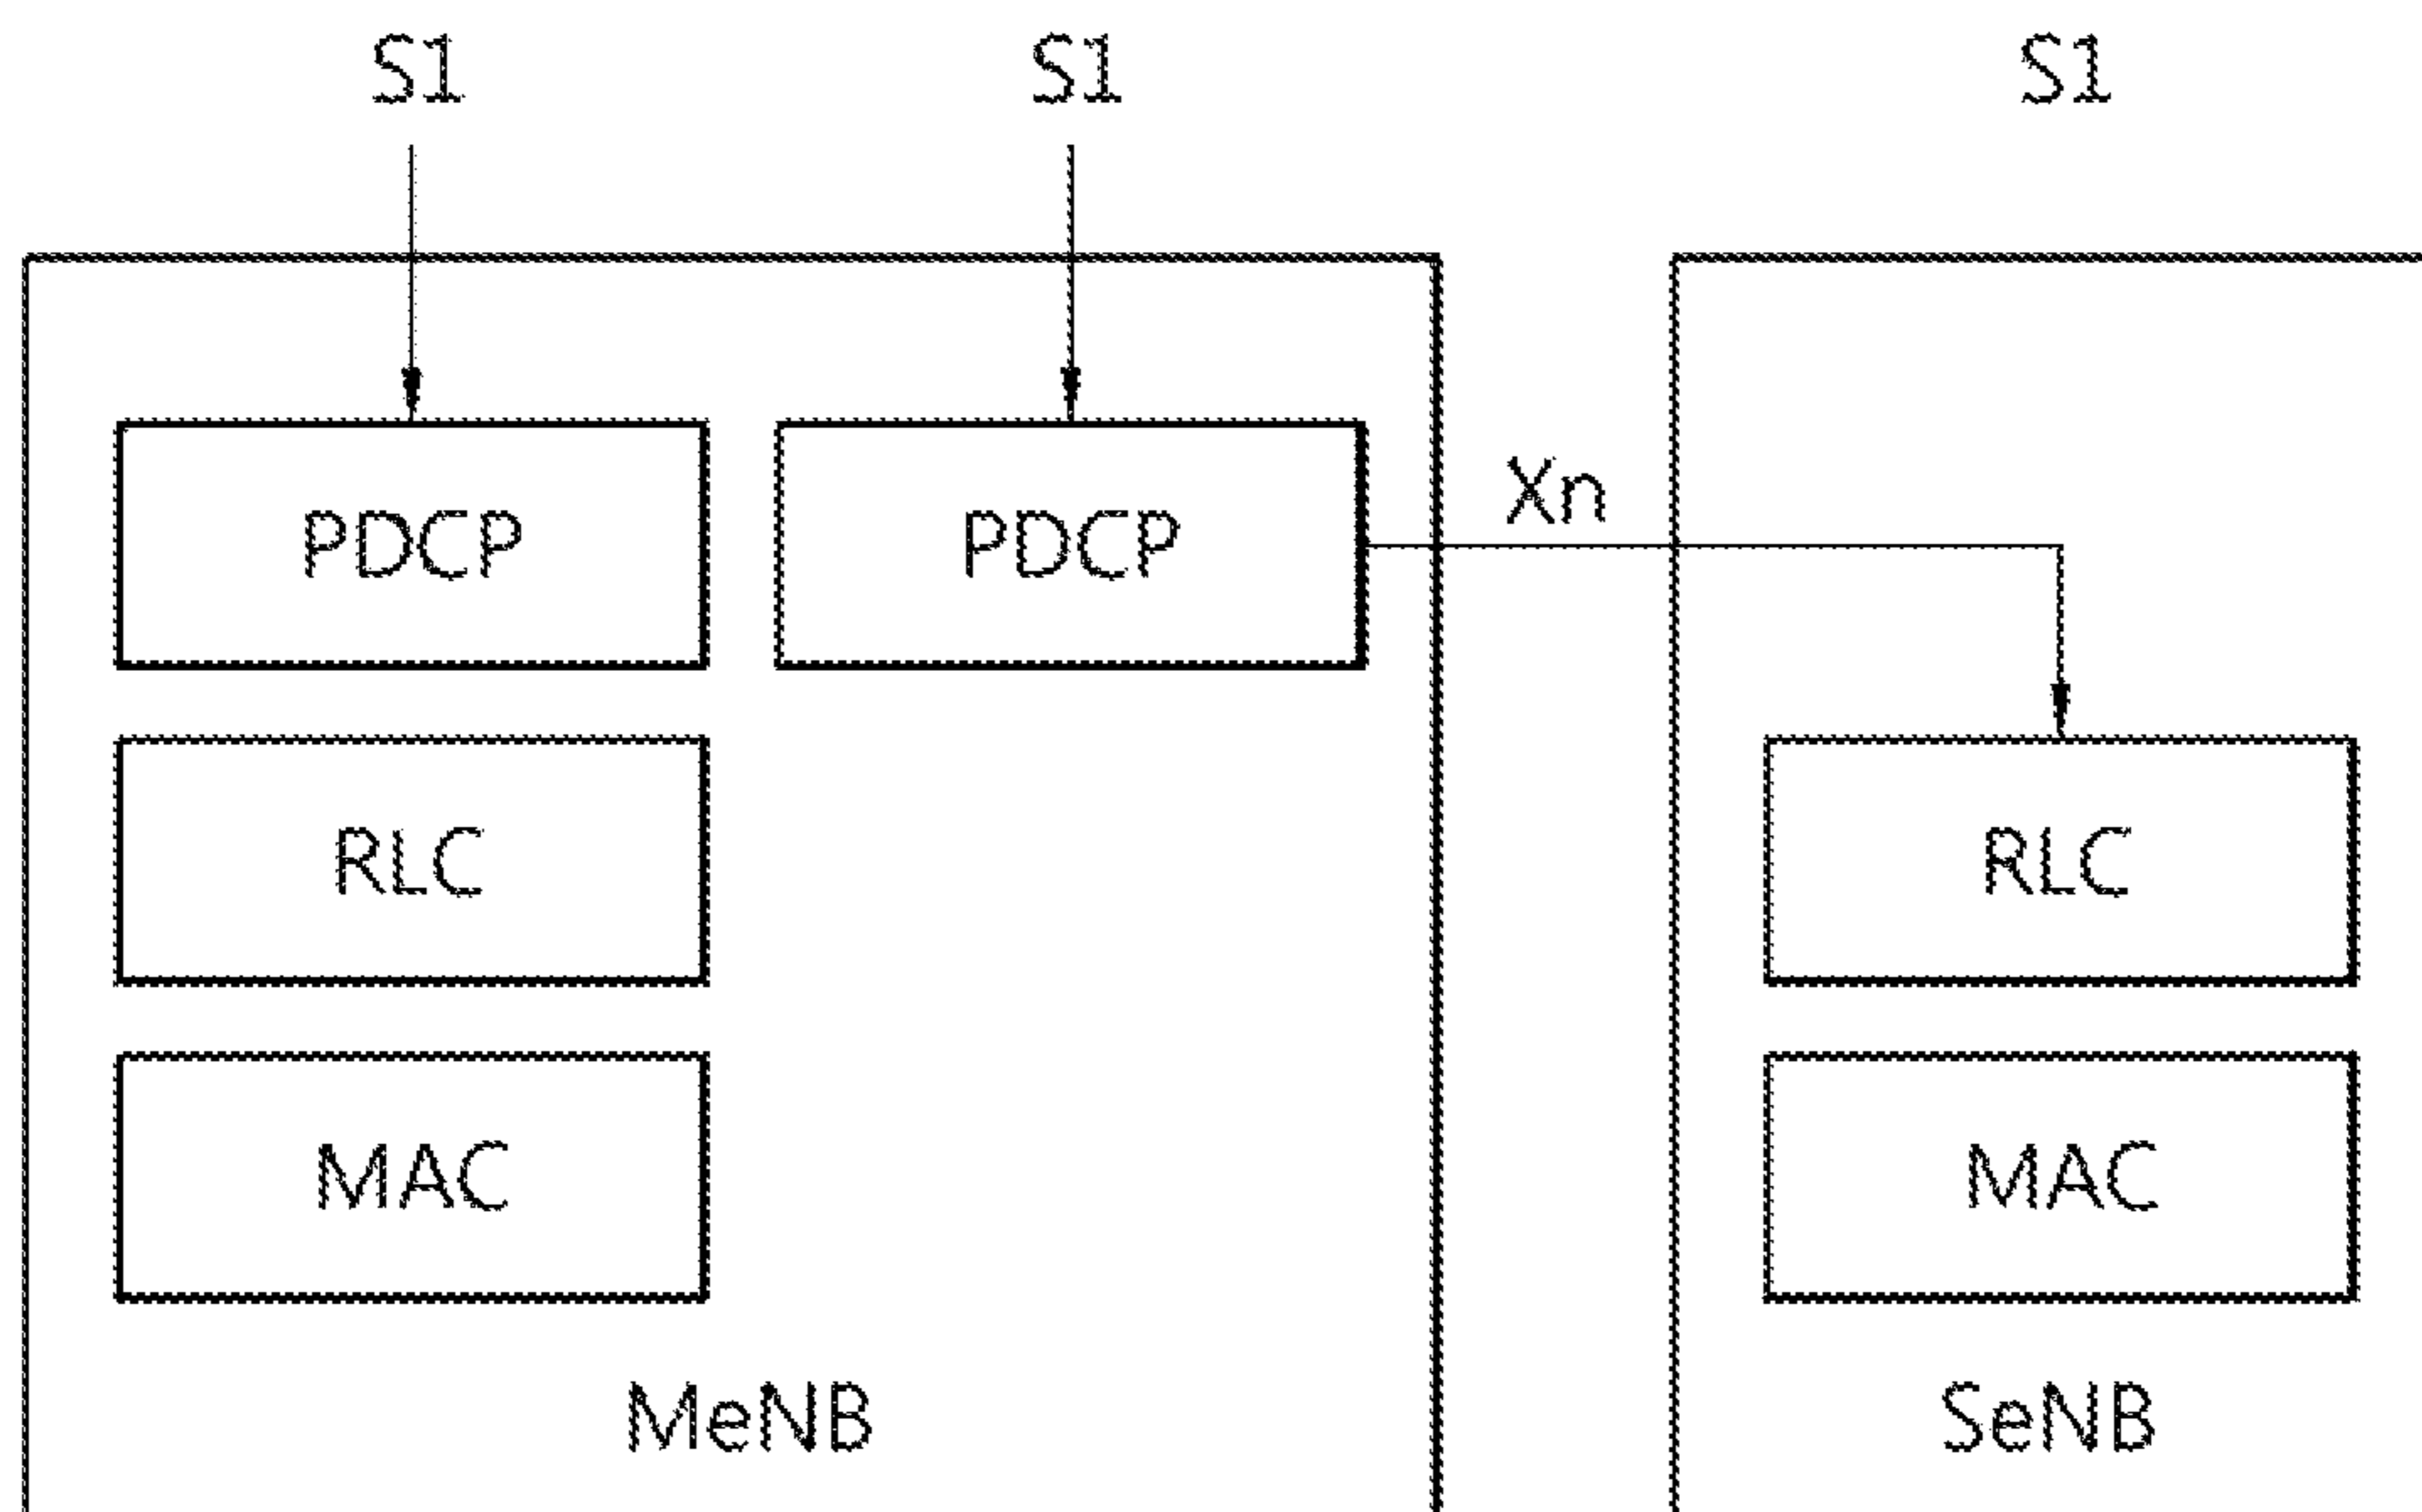 S1 S1 S1
Xn
PDCP PDCP
RLC RLC
MAC MAC
MeNB SeNB